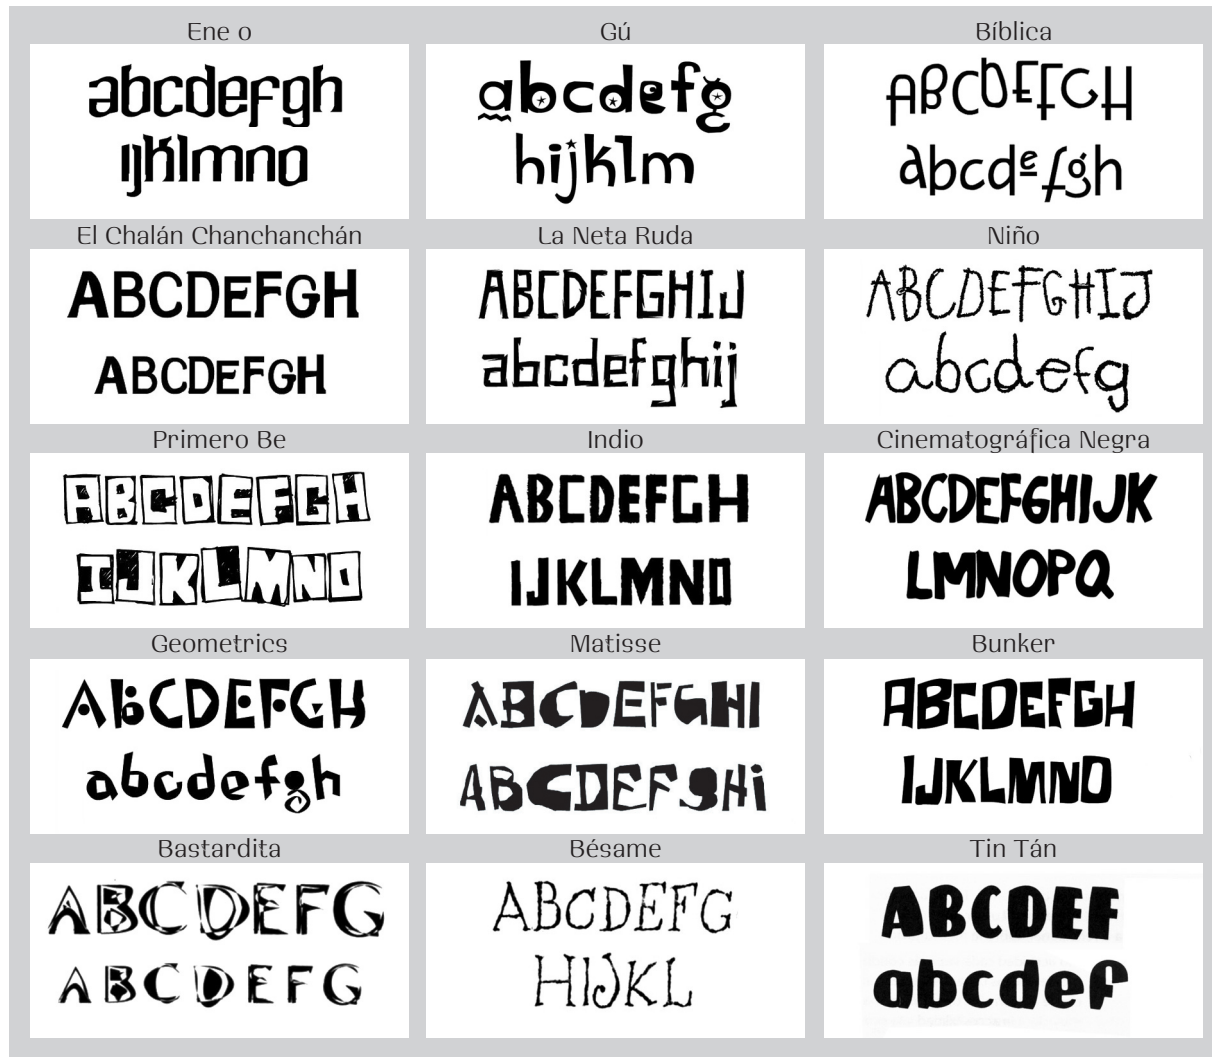 Ene o
abcdefgh
ijklmno
Gú
abcdefg
hijklm
Bíblica
ABCDEFGH
abcdefgh
El Chalán Chanchanchán
ABCDEFGH
ABCDEFGH
La Neta Ruda
ABCDEFGHIJ
abcdefghij
Niño
ABCDEFGHIJ
abcdefg
Primero Be
ABCDEFGH
IJKLMNO
Indio
ABCDEFGH
IJKLMNO
Cinematográfica Negra
ABCDEFGHIJK
LMNOPQ
Geometrics
ABCDEFGH
abcdefgh
Matisse
ABCDEFGHI
ABCDEFgHi
Bunker
ABCDEFGH
IJKLMNO
Bastardita
ABCDEFG
ABCDEFG
Bésame
ABCDEFG
HIJKL
Tin Tán
ABCDEF
abcdef